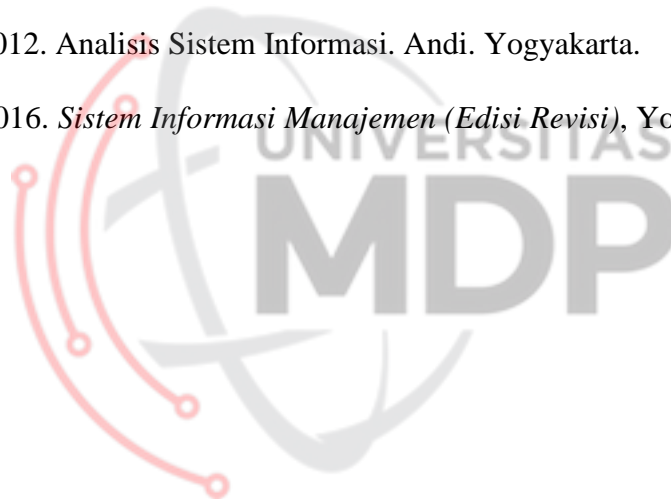 012. Analisis Sistem Informasi. Andi. Yogyakarta.
016. Sistem Informasi Manajemen (Edisi Revisi), Yo
UNIVERSITAS
MDP